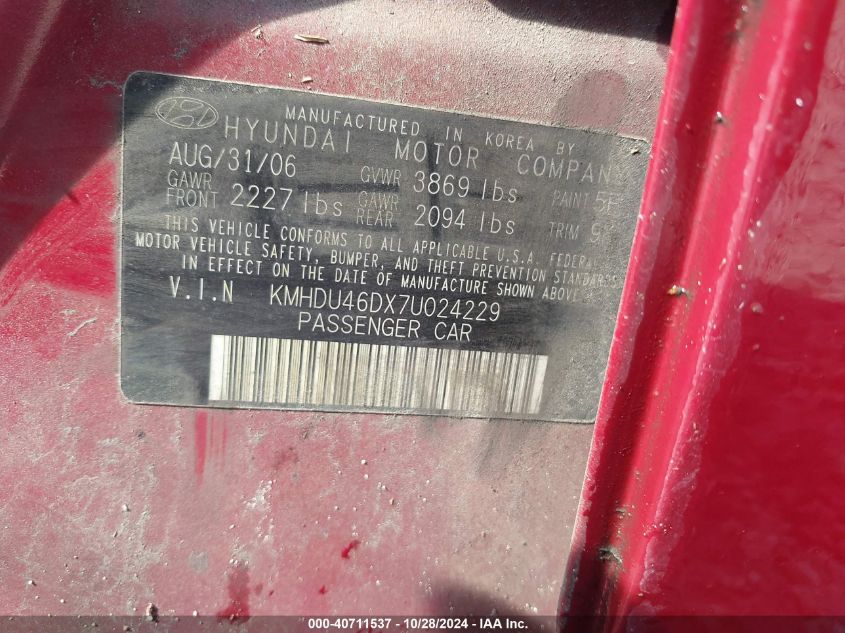 MANUFACTURED IN KOREA BY
HYUNDAI MOTOR COMPANY
AUG/31/06 GVWR 3869 lbs PAINT
GAWR FRONT 2227 lbs GAWR REAR 2094 lbs TRIM
THIS VEHICLE CONFORMS TO ALL APPLICABLE U.S.A. FEDERAL
MOTOR VEHICLE SAFETY, BUMPER, AND THEFT PREVENTION STANDARDS
IN EFFECT ON THE DATE OF MANUFACTURE SHOWN ABOVE
V.I.N KMHDU46DX7U024229
PASSENGER CAR
000-40711537 - 10/28/2024 - IAA Inc.